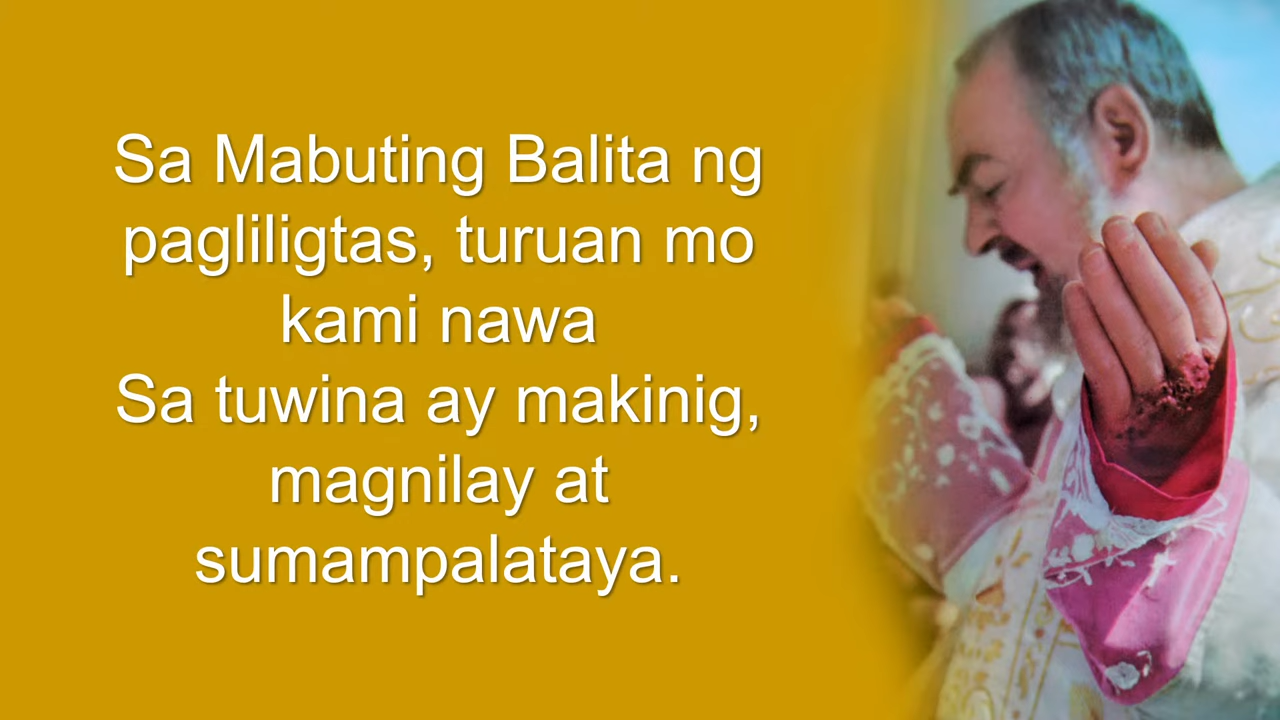 Sa Mabuting Balita ng
pagliligtas, turuan mo
kami nawa
Sa tuwina ay makinig,
magnilay at
sumampalataya.